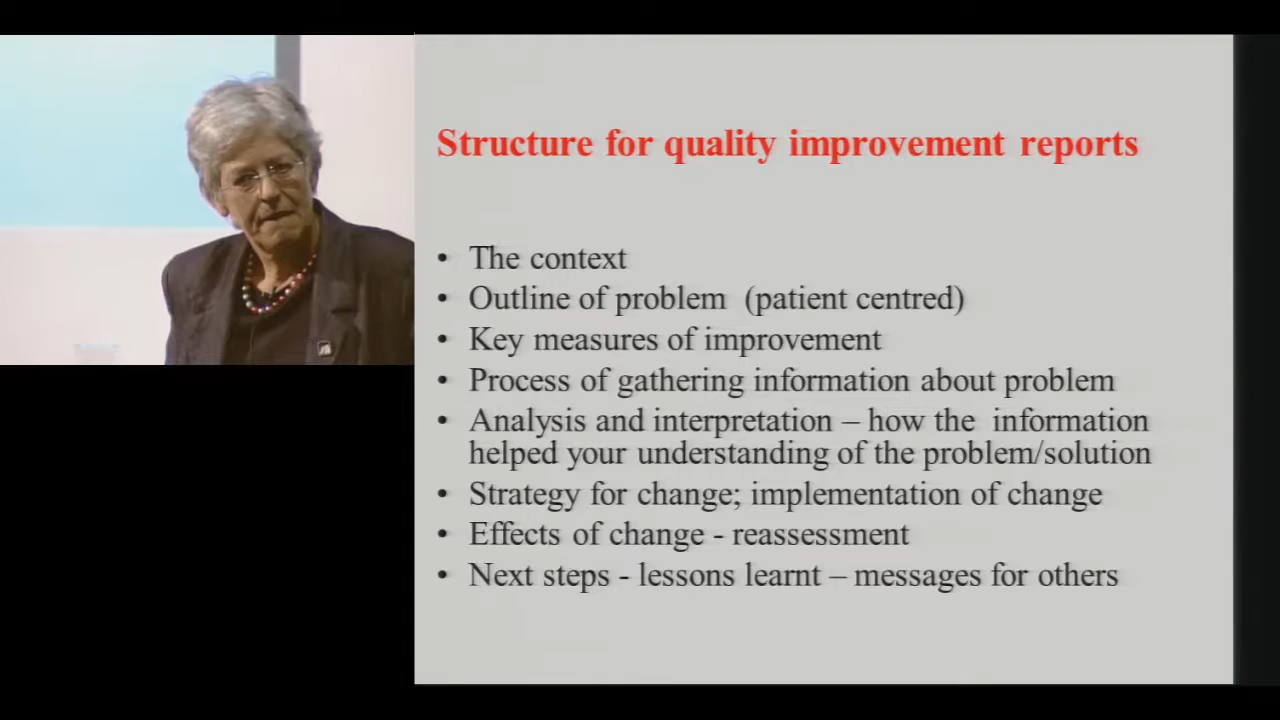 Structure for quality improvement reports
• The context
• Outline of problem (patient centred)
• Key measures of improvement
• Process of gathering information about problem
• Analysis and interpretation – how the information
helped your understanding of the problem/solution
• Strategy for change; implementation of change
• Effects of change - reassessment
• Next steps - lessons learnt – messages for others